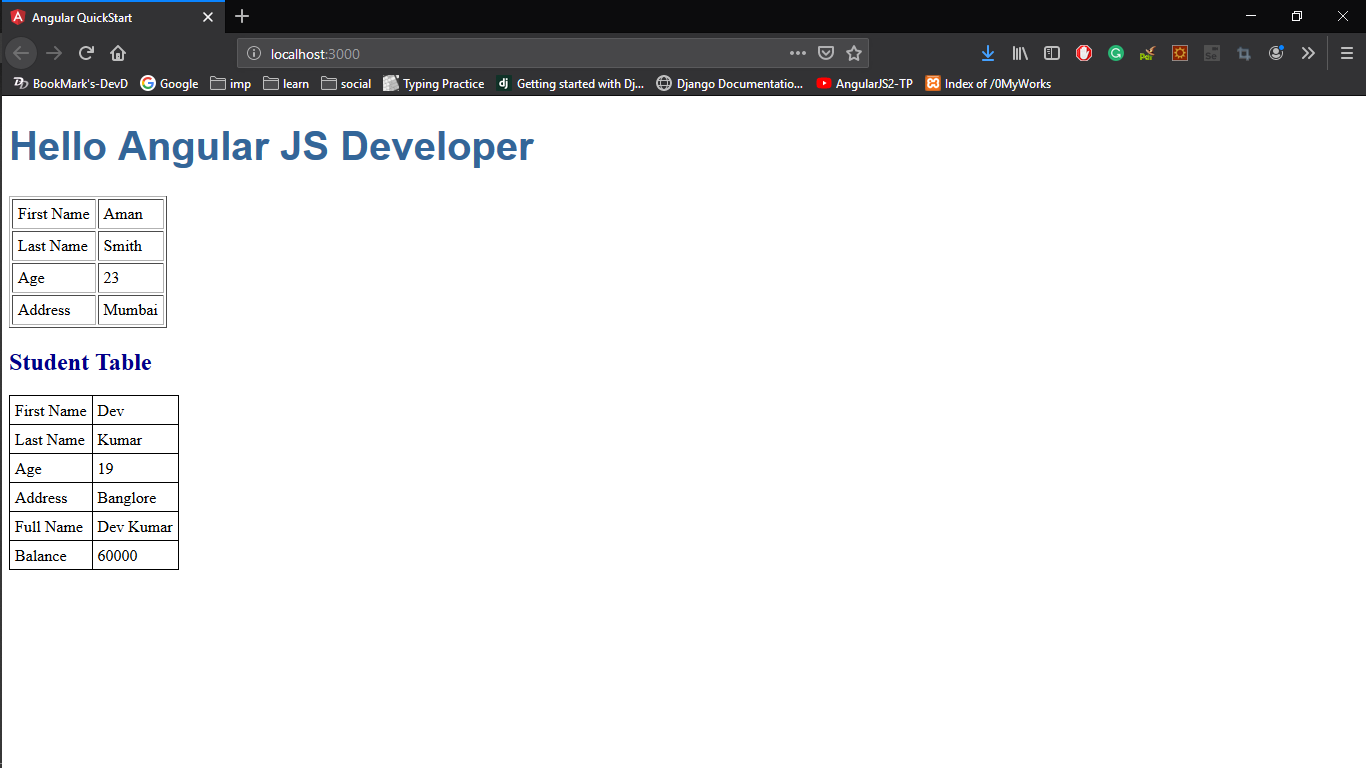 Angular QuickStart
localhost:3000
BookMark's-DevD Google imp learn social Typing Practice dj Getting started with Dj... Django Documentatio... AngularJS2-TP Index of /0MyWorks
Hello Angular JS Developer
First Name Aman
Last Name Smith
Age 23
Address Mumbai
Student Table
First Name Dev
Last Name Kumar
Age 19
Address Banglore
Full Name Dev Kumar
Balance 60000